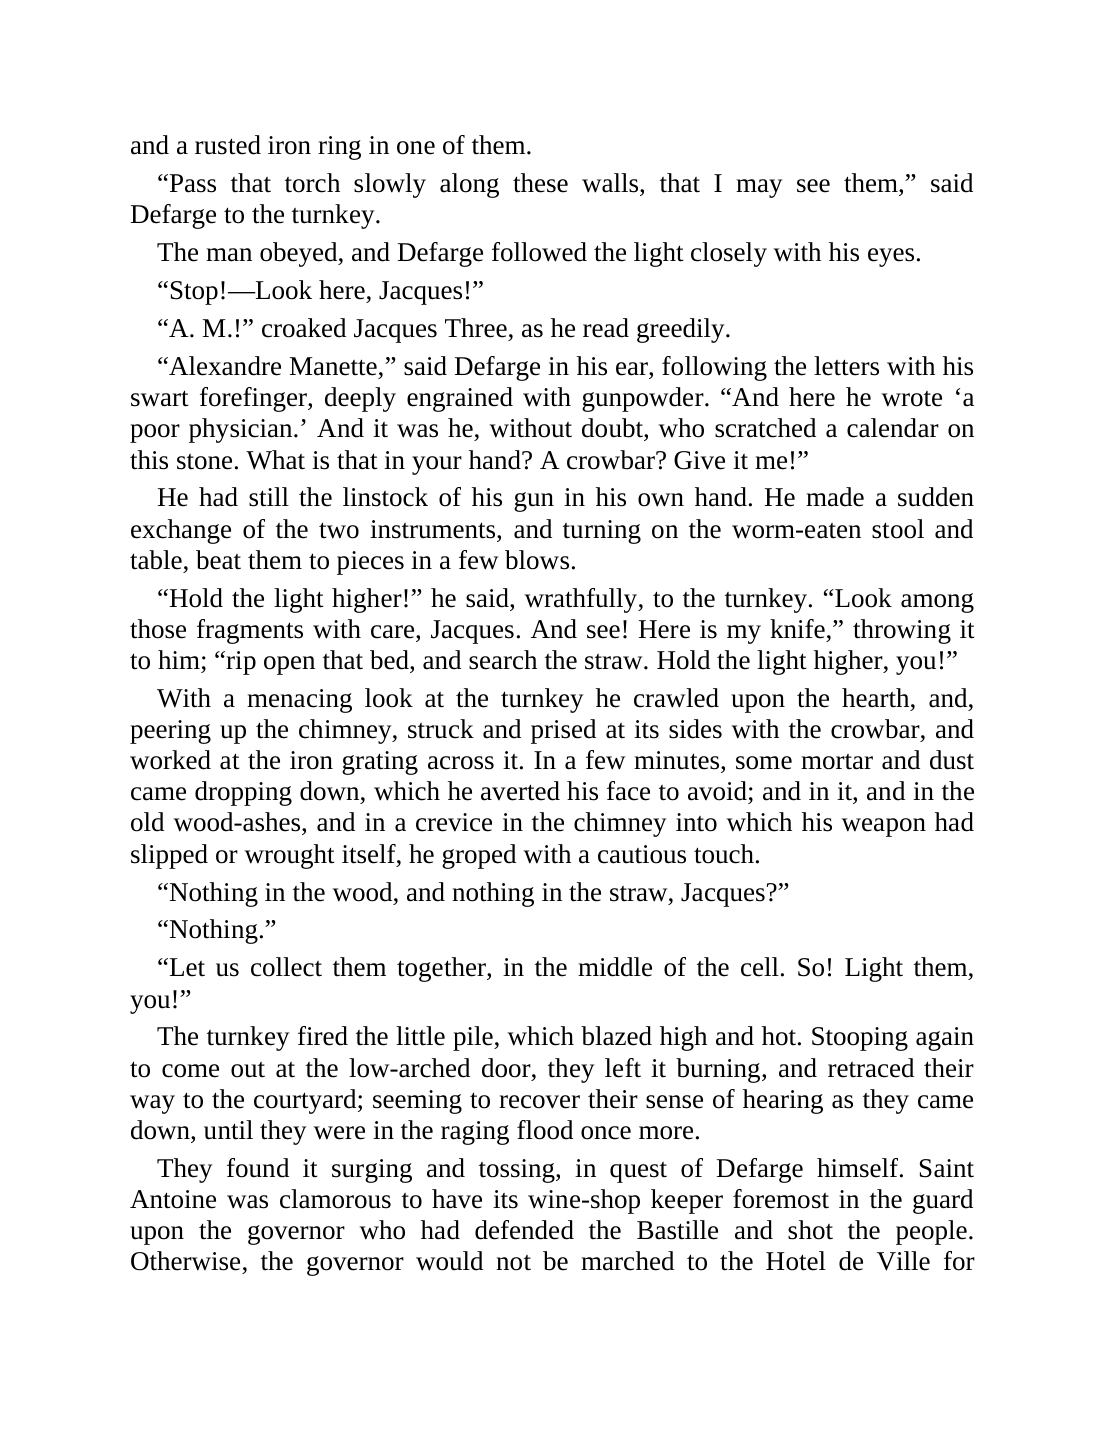 and a rusted iron ring in one of them.
“Pass that torch slowly along these walls, that I may see them,” said
Defarge to the turnkey.
The man obeyed, and Defarge followed the light closely with his eyes.
“Stop!—Look here, Jacques!”
“A. M.!” croaked Jacques Three, as he read greedily.
“Alexandre Manette,” said Defarge in his ear, following the letters with his
swart forefinger, deeply engrained with gunpowder. “And here he wrote ‘a
poor physician.’ And it was he, without doubt, who scratched a calendar on
this stone. What is that in your hand? A crowbar? Give it me!”
He had still the linstock of his gun in his own hand. He made a sudden
exchange of the two instruments, and turning on the worm-eaten stool and
table, beat them to pieces in a few blows.
“Hold the light higher!” he said, wrathfully, to the turnkey. “Look among
those fragments with care, Jacques. And see! Here is my knife,” throwing it
to him; “rip open that bed, and search the straw. Hold the light higher, you!”
With a menacing look at the turnkey he crawled upon the hearth, and,
peering up the chimney, struck and prised at its sides with the crowbar, and
worked at the iron grating across it. In a few minutes, some mortar and dust
came dropping down, which he averted his face to avoid; and in it, and in the
old wood-ashes, and in a crevice in the chimney into which his weapon had
slipped or wrought itself, he groped with a cautious touch.
“Nothing in the wood, and nothing in the straw, Jacques?”
“Nothing.”
“Let us collect them together, in the middle of the cell. So! Light them,
you!”
The turnkey fired the little pile, which blazed high and hot. Stooping again
to come out at the low-arched door, they left it burning, and retraced their
way to the courtyard; seeming to recover their sense of hearing as they came
down, until they were in the raging flood once more.
They found it surging and tossing, in quest of Defarge himself. Saint
Antoine was clamorous to have its wine-shop keeper foremost in the guard
upon the governor who had defended the Bastille and shot the people.
Otherwise, the governor would not be marched to the Hotel de Ville for